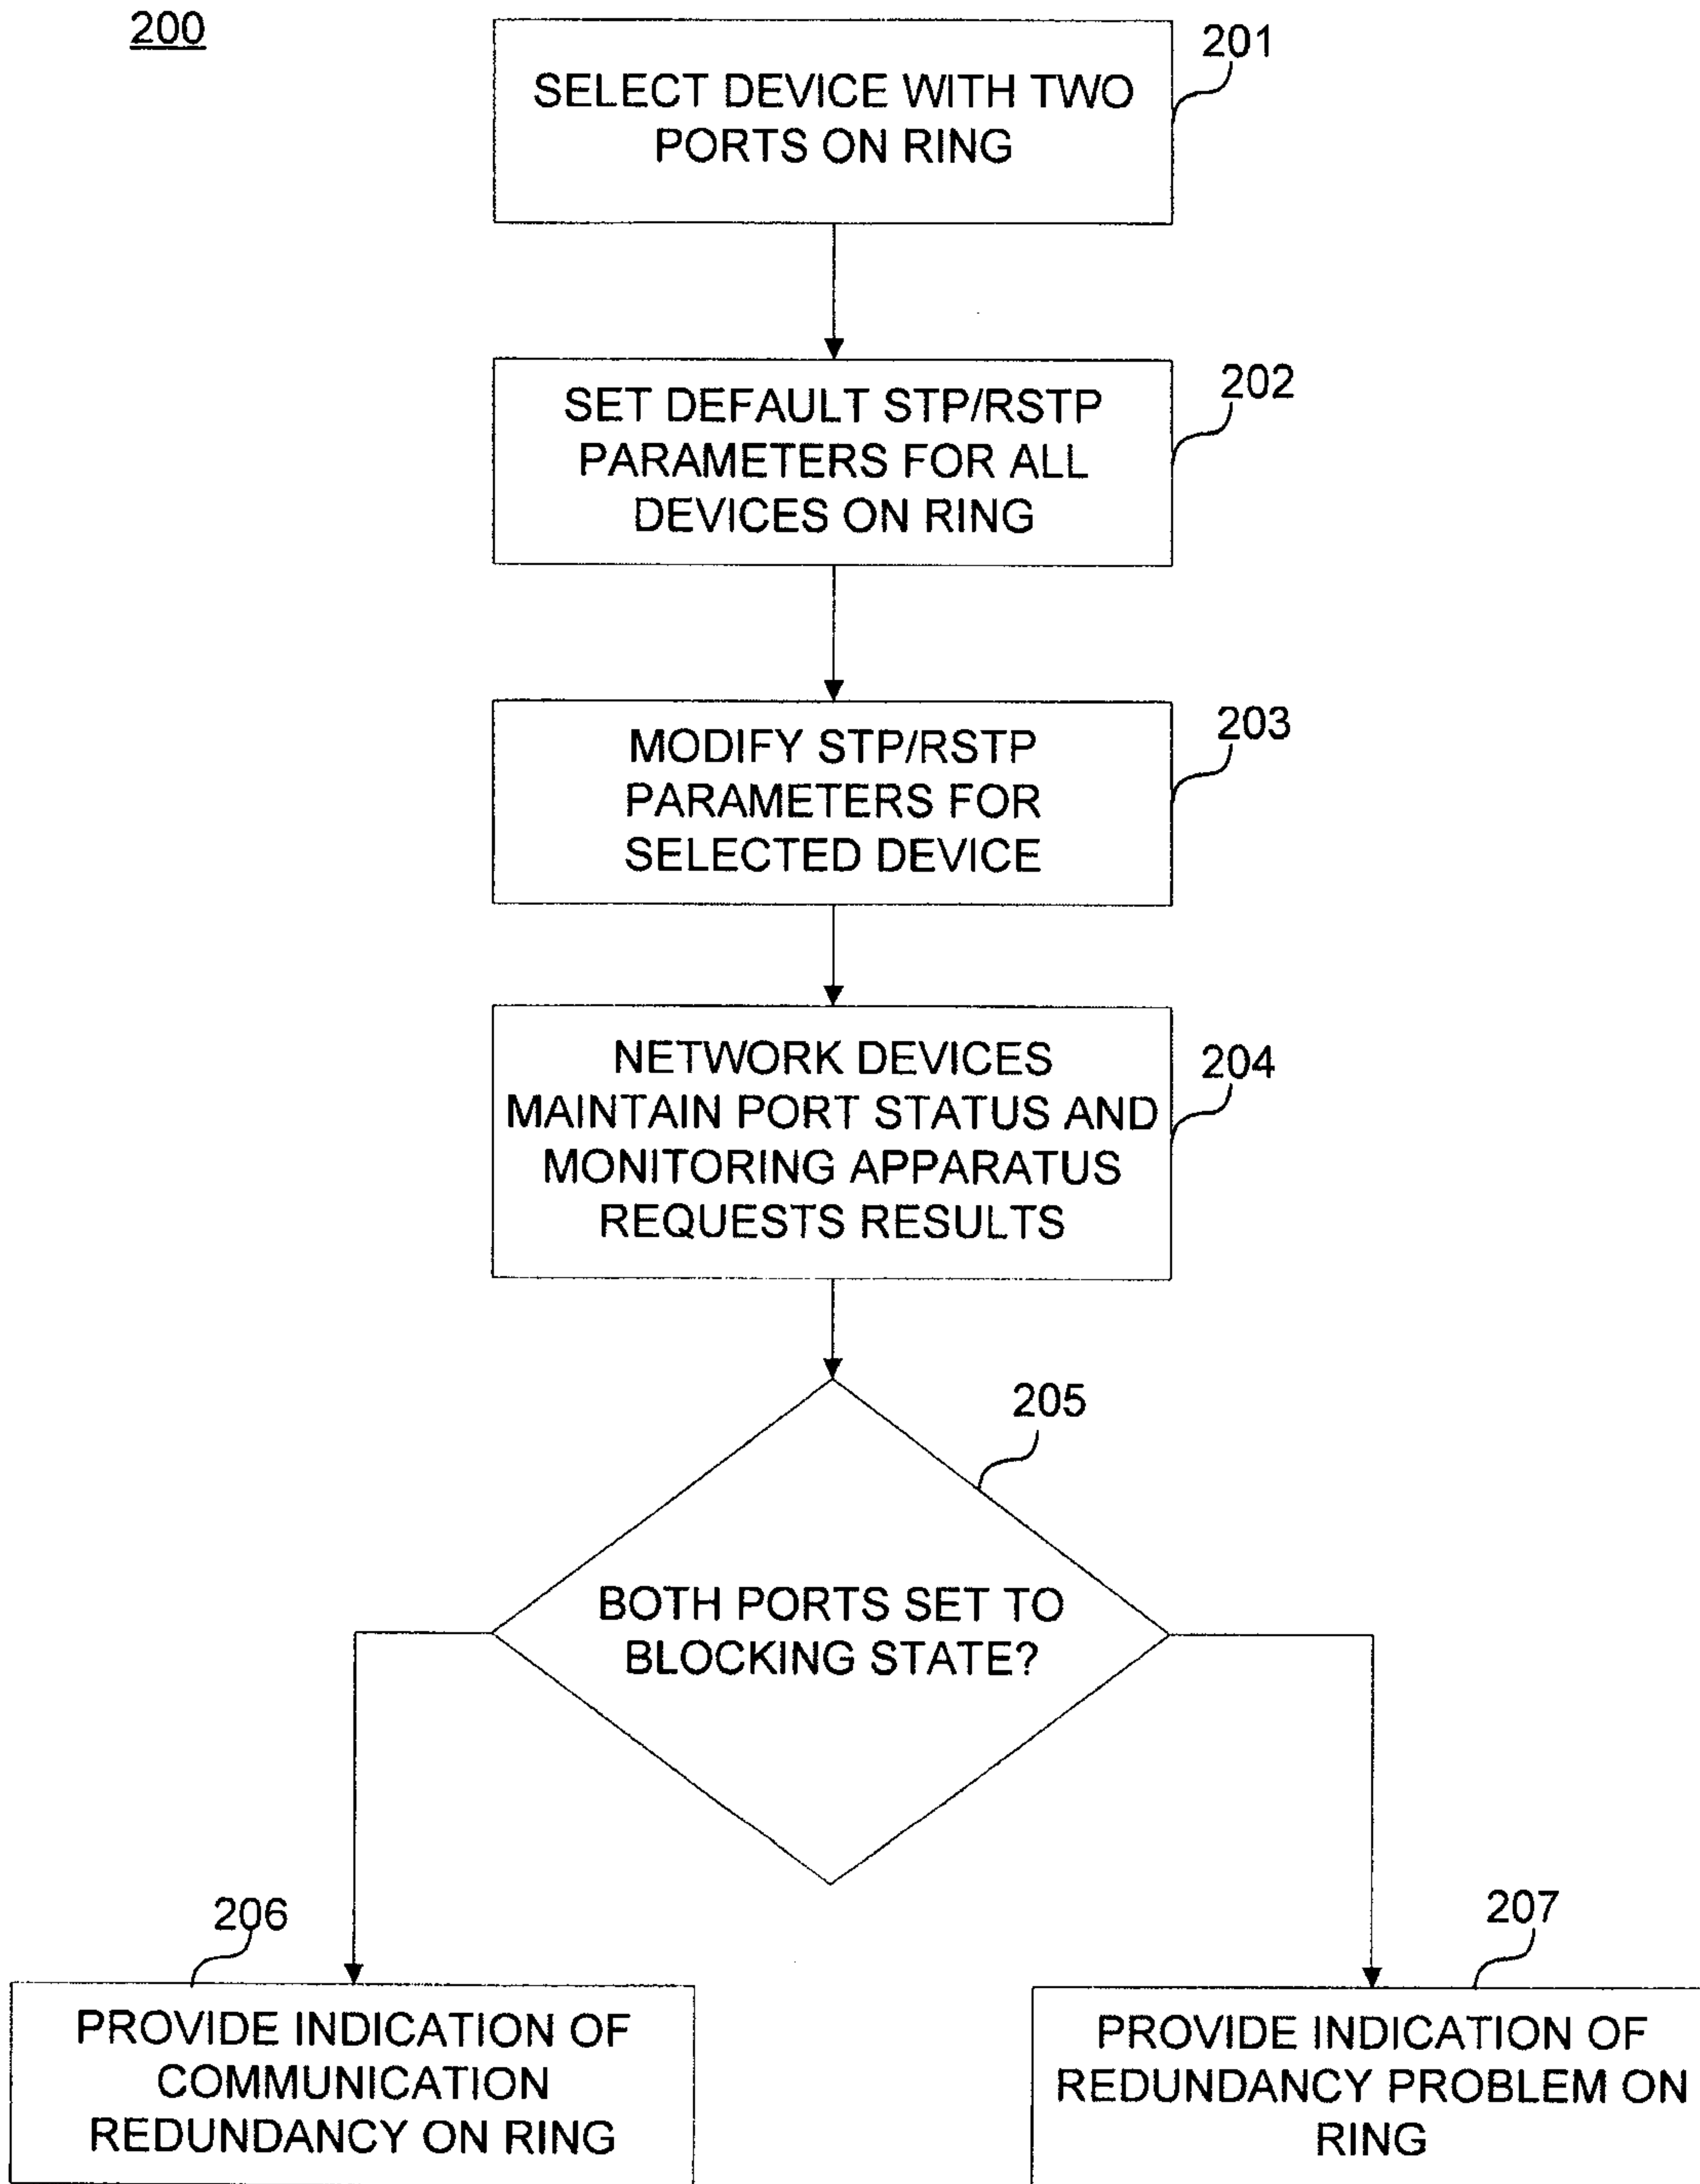 200
201
SELECT DEVICE WITH TWO
PORTS ON RING
202
SET DEFAULT STP/RSTP
PARAMETERS FOR ALL
DEVICES ON RING
203
MODIFY STP/RSTP
PARAMETERS FOR
SELECTED DEVICE
204
NETWORK DEVICES
MAINTAIN PORT STATUS AND
MONITORING APPARATUS
REQUESTS RESULTS
205
BOTH PORTS SET TO
BLOCKING STATE?
206
PROVIDE INDICATION OF
COMMUNICATION
REDUNDANCY ON RING
207
PROVIDE INDICATION OF
REDUNDANCY PROBLEM ON
RING